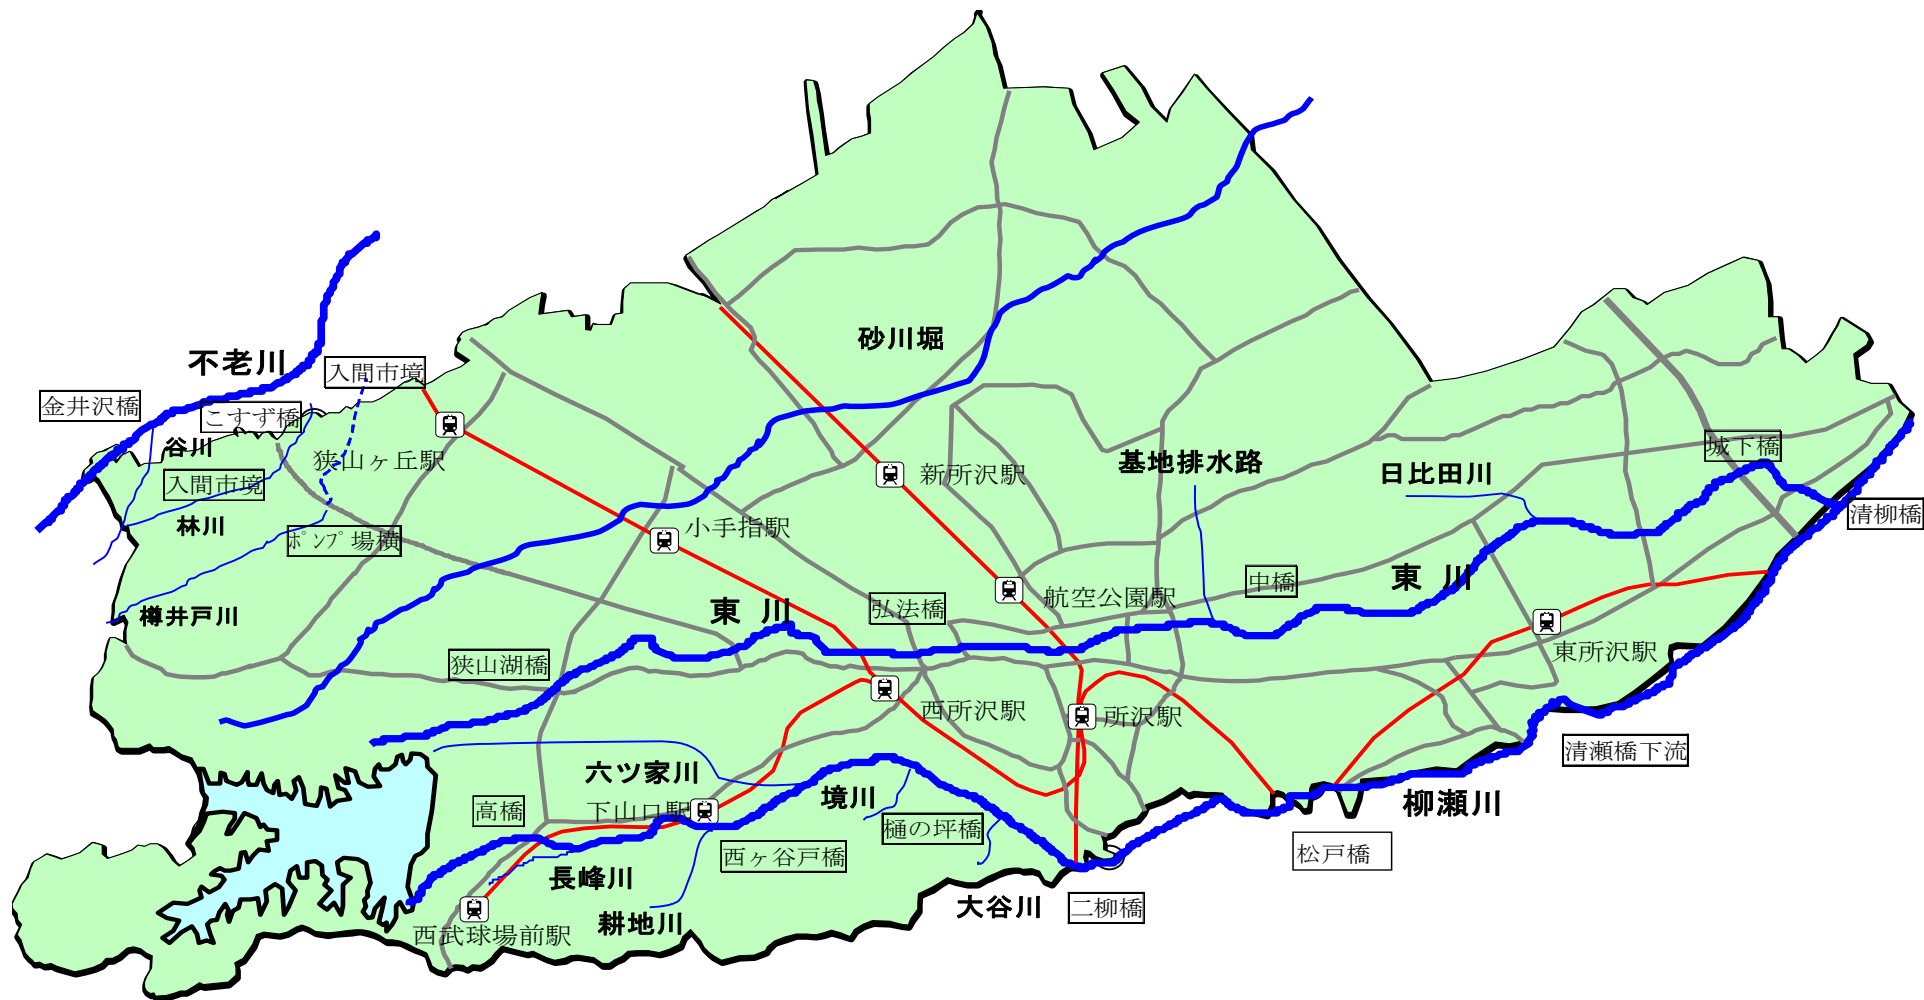 砂川堀
不老川
入間市境
金井沢橋
こすず橋
谷川
狭山ヶ丘駅
入間市境
新所沢駅
基地排水路
日比田川
城下橋
清柳橋
林川
ﾎﾟﾝﾌﾟ場横
小手指駅
樽井戸川
東川
弘法橋
航空公園駅
中橋
東川
狭山湖橋
東所沢駅
西所沢駅
所沢駅
清瀬橋下流
六ツ家川
高橋
下山口駅
境川
樋の坪橋
柳瀬川
西ヶ谷戸橋
松戸橋
長峰川
耕地川
大谷川
二柳橋
西武球場前駅